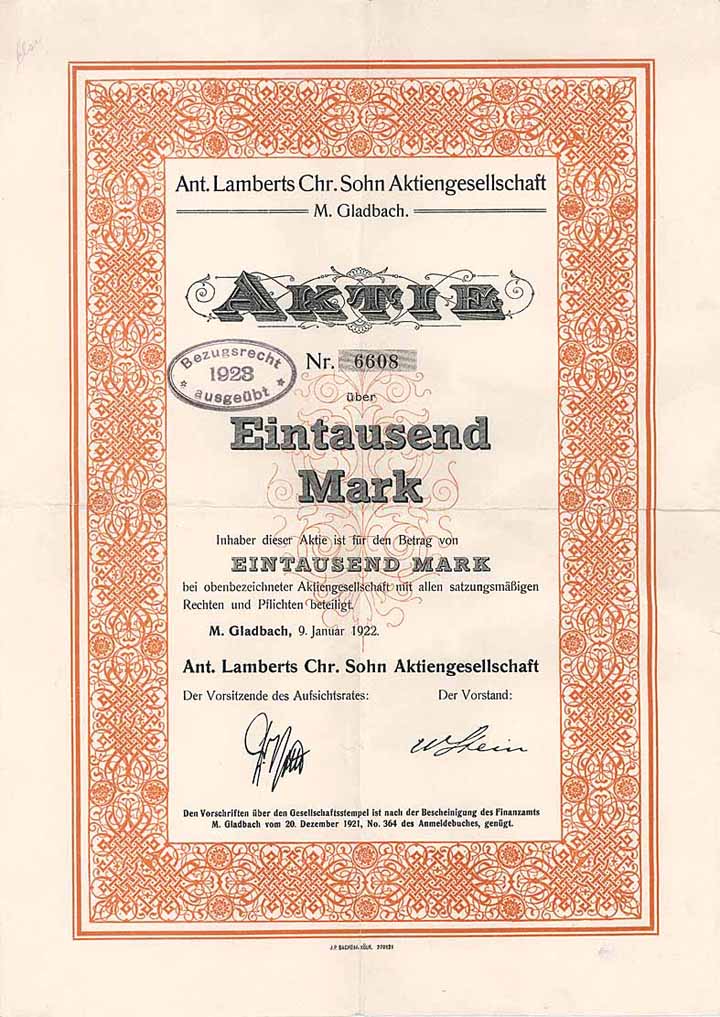 Ant. Lamberts Chr. Sohn Aktiengesellschaft
M. Gladbach.
AKTIE
Bezugsrecht
1923
ausgeübt
Nr. 6608
über
Eintausend
Mark
Inhaber dieser Aktie ist für den Betrag von
EINTAUSEND MARK
bei obenbezeichneter Aktiengesellschaft mit allen satzungsmäßigen
Rechten und Pflichten beteiligt.
M. Gladbach, 9. Januar 1922.
Ant. Lamberts Chr. Sohn Aktiengesellschaft
Der Vorsitzende des Aufsichtsrates: Der Vorstand:
W Stein
Den Vorschriften über den Gesellschaftsstempel ist nach der Bescheinigung des Finanzamts
M. Gladbach vom 20. Dezember 1921, No. 364 des Anmeldebuches, genügt.
J.P. BACHEM, KÖLN.